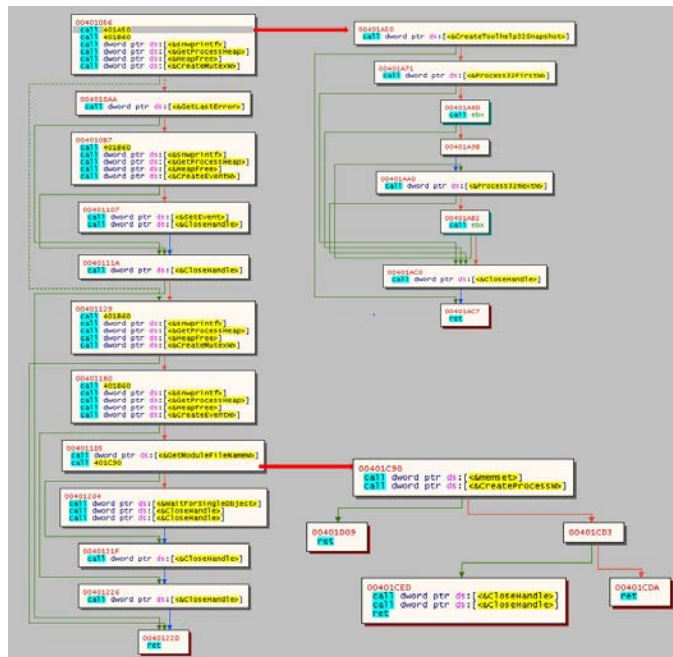 00401056
call 401A50
call 401B60
call dword ptr ds:[<&snwprintf>]
call dword ptr ds:[<&GetProcessHeap>]
call dword ptr ds:[<&HeapFree>]
call dword ptr ds:[<&CreateMutexW>]
004010AA
call dword ptr ds:[<&GetLastError>]
004010B7
call 401B60
call dword ptr ds:[<&snwprintf>]
call dword ptr ds:[<&GetProcessHeap>]
call dword ptr ds:[<&HeapFree>]
call dword ptr ds:[<&CreateEventW>]
00401107
call dword ptr ds:[<&SetEvent>]
call dword ptr ds:[<&CloseHandle>]
0040111A
call dword ptr ds:[<&CloseHandle>]
00401129
call 401B60
call dword ptr ds:[<&snwprintf>]
call dword ptr ds:[<&GetProcessHeap>]
call dword ptr ds:[<&HeapFree>]
call dword ptr ds:[<&CreateMutexW>]
call 401B60
call dword ptr ds:[<&snwprintf>]
call dword ptr ds:[<&GetProcessHeap>]
call dword ptr ds:[<&HeapFree>]
call dword ptr ds:[<&CreateEventW>]
call dword ptr ds:[<&GetModuleFileNameW>]
call 401C90
00401204
call dword ptr ds:[<&WaitForSingleObject>]
call dword ptr ds:[<&CloseHandle>]
call dword ptr ds:[<&CloseHandle>]
0040121F
call dword ptr ds:[<&CloseHandle>]
00401226
call dword ptr ds:[<&CloseHandle>]
0040122D
ret
00401A50
call dword ptr ds:[<&CreateToolhelp32Snapshot>]
00401A71
call dword ptr ds:[<&Process32FirstW>]
call ebx
00401A9B
00401AA0
call dword ptr ds:[<&Process32NextW>]
00401AB2
call ebx
00401AC0
call dword ptr ds:[<&CloseHandle>]
00401AC7
ret
00401C90
call dword ptr ds:[<&memset>]
call dword ptr ds:[<&CreateProcessW>]
00401D09
ret
00401CD3
00401CED
call dword ptr ds:[<&CloseHandle>]
call dword ptr ds:[<&CloseHandle>]
ret
00401CDA
ret